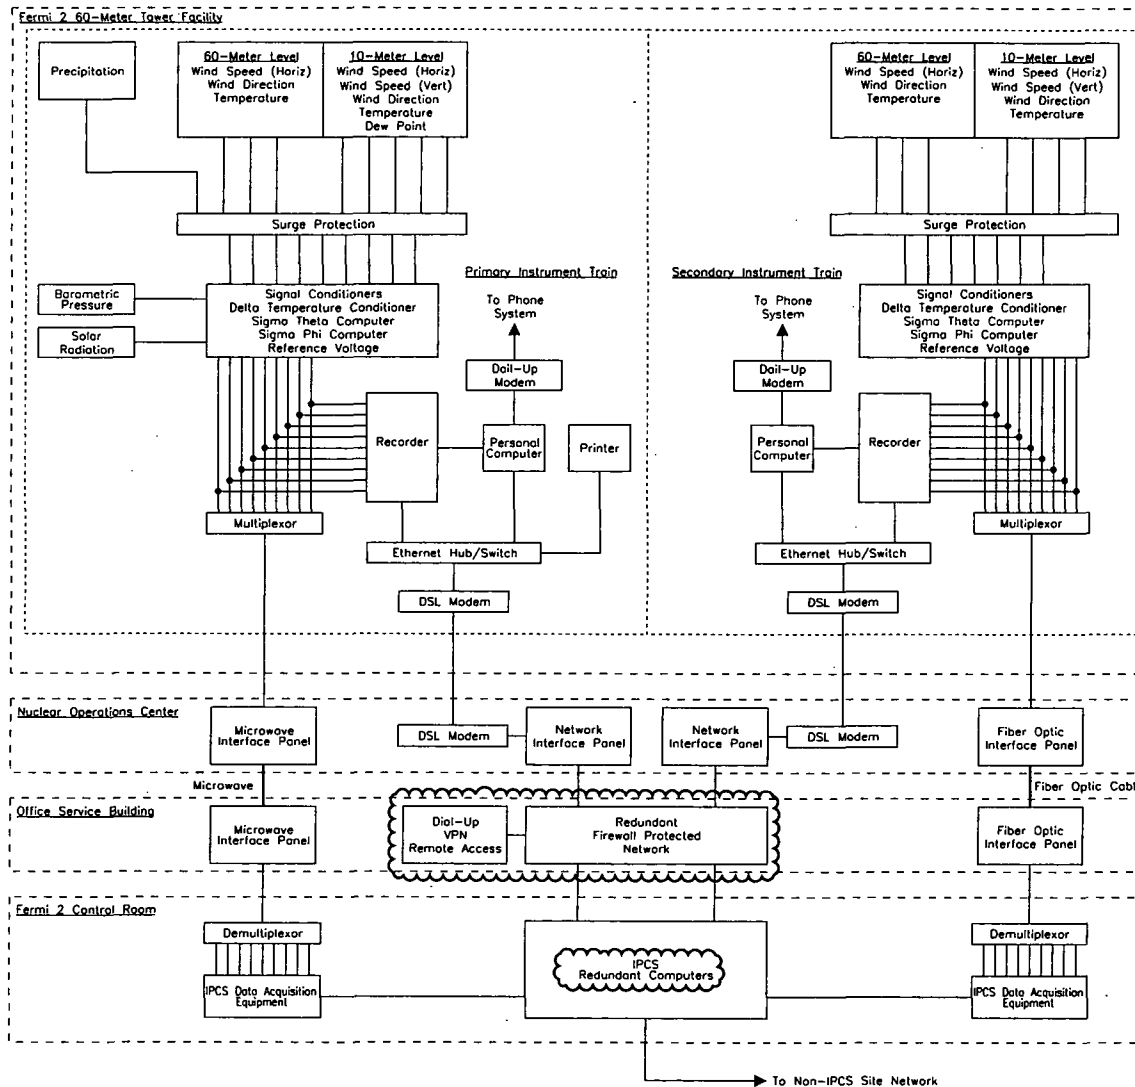 Fermi 2 60-Meter Tower Facility
Precipitation
60-Meter Level
Wind Speed (Horiz)
Wind Direction
Temperature
10-Meter Level
Wind Speed (Horiz)
Wind Speed (Vert)
Wind Direction
Temperature
Dew Point
60-Meter Level
Wind Speed (Horiz)
Wind Direction
Temperature
10-Meter Level
Wind Speed (Horiz)
Wind Speed (Vert)
Wind Direction
Temperature
Surge Protection
Surge Protection
Primary Instrument Train
Secondary Instrument Train
Barometric
Pressure
Solar
Radiation
Signal Conditioners
Delta Temperature Conditioner
Sigma Theta Computer
Sigma Phi Computer
Reference Voltage
To Phone
System
To Phone
System
Signal Conditioners
Delta Temperature Conditioner
Sigma Theta Computer
Sigma Phi Computer
Reference Voltage
Dail-Up
Modem
Dail-Up
Modem
Recorder
Personal
Computer
Printer
Personal
Computer
Recorder
Multiplexor
Multiplexor
Ethernet Hub/Switch
Ethernet Hub/Switch
DSL Modem
DSL Modem
Nuclear Operations Center
Microwave
Interface Panel
DSL Modem
Network
Interface Panel
Network
Interface Panel
DSL Modem
Fiber Optic
Interface Panel
Microwave
Fiber Optic Cabl
Office Service Building
Microwave
Interface Panel
Dial-Up
VPN
Remote Access
Redundant
Firewall Protected
Network
Fiber Optic
Interface Panel
Fermi 2 Control Room
Demultiplexor
IPCS Data Acquisition
Equipment
IPCS
Redundant Computers
Demultiplexor
IPCS Data Acquisition
Equipment
To Non-IPCS Site Network